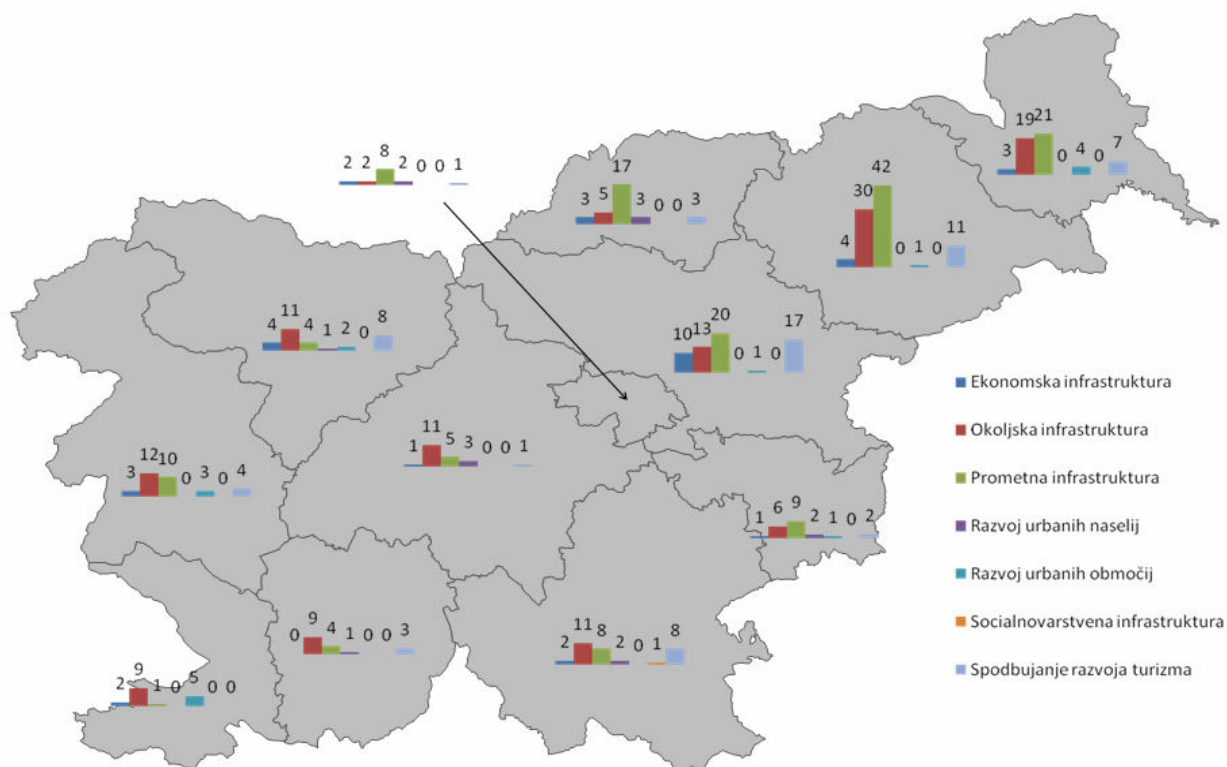 19 21
3 0 4 0 7
2 2 8 2 0 0 1
17
3 5 3 0 0 3
42
30
4 0 1 0 11
11
4 4 1 2 0 8
20
10 13 0 1 0 17
11
1 5 3 0 0 1
12 10
3 0 3 0 4
1 6 9 2 1 0 2
9
0 4 1 0 0 3
11
2 8 2 0 1 8
9
2 1 0 5 0 0
Ekonomska infrastruktura
Okoljska infrastruktura
Prometna infrastruktura
Razvoj urbanih naselij
Razvoj urbanih območij
Socialnovarstvena infrastruktura
Spodbujanje razvoja turizma